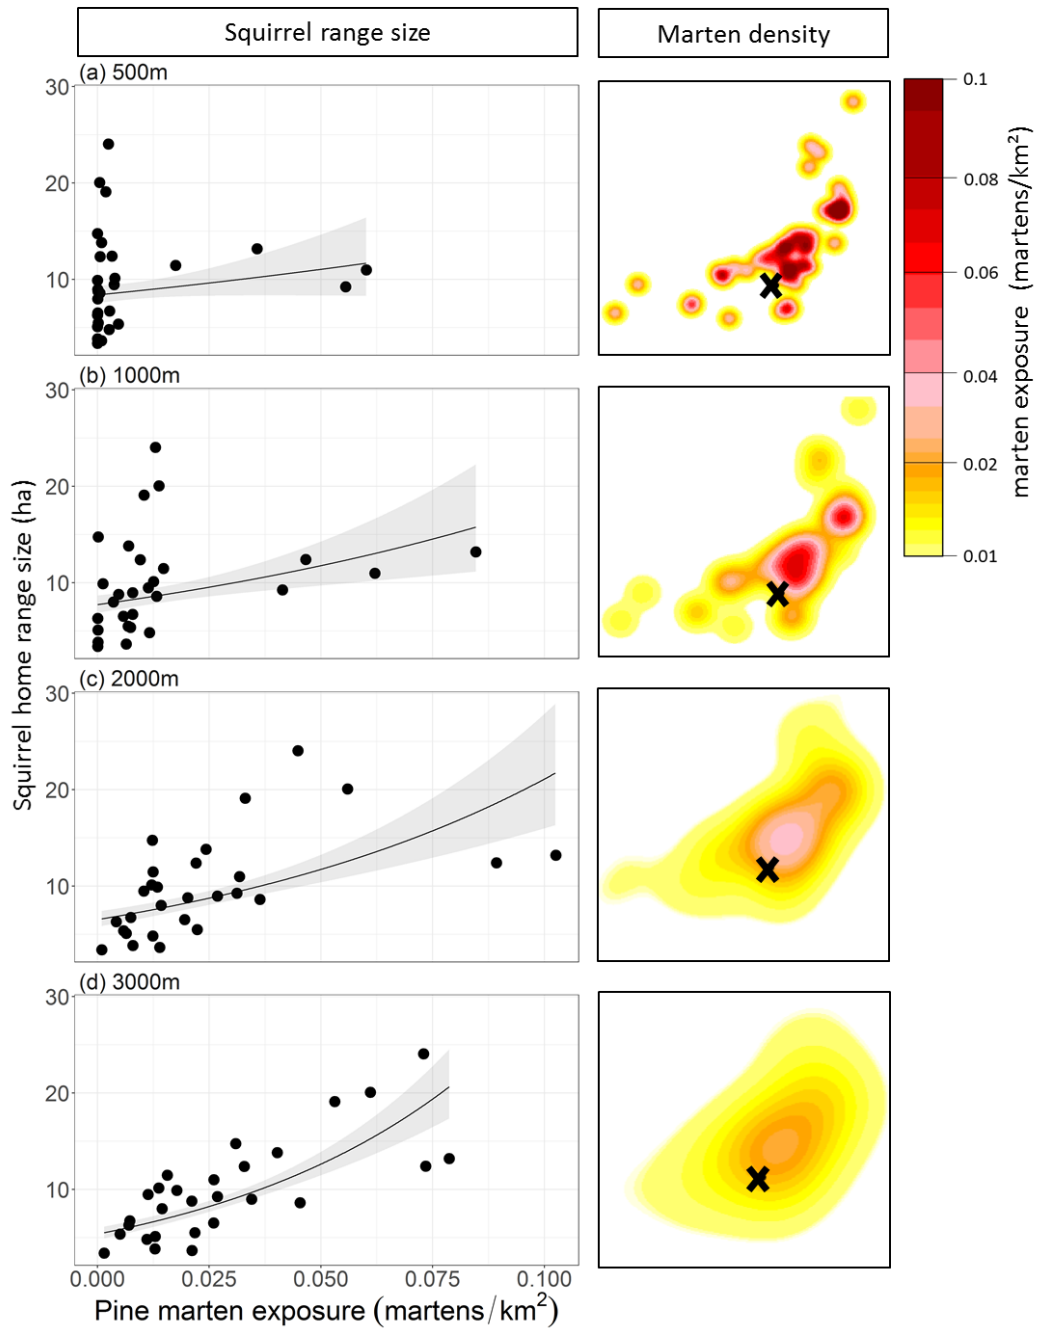 Squirrel range size
Marten density
(a) 500m
30
20
10
(b) 1000m
30
20
10
(c) 2000m
30
20
10
(d) 3000m
30
20
10
0.000 0.025 0.050 0.075 0.100
Pine marten exposure (martens/km²)
Squirrel home range size (ha)
0.1
0.08
0.06
0.04
0.02
0.01
marten exposure (martens/km²)